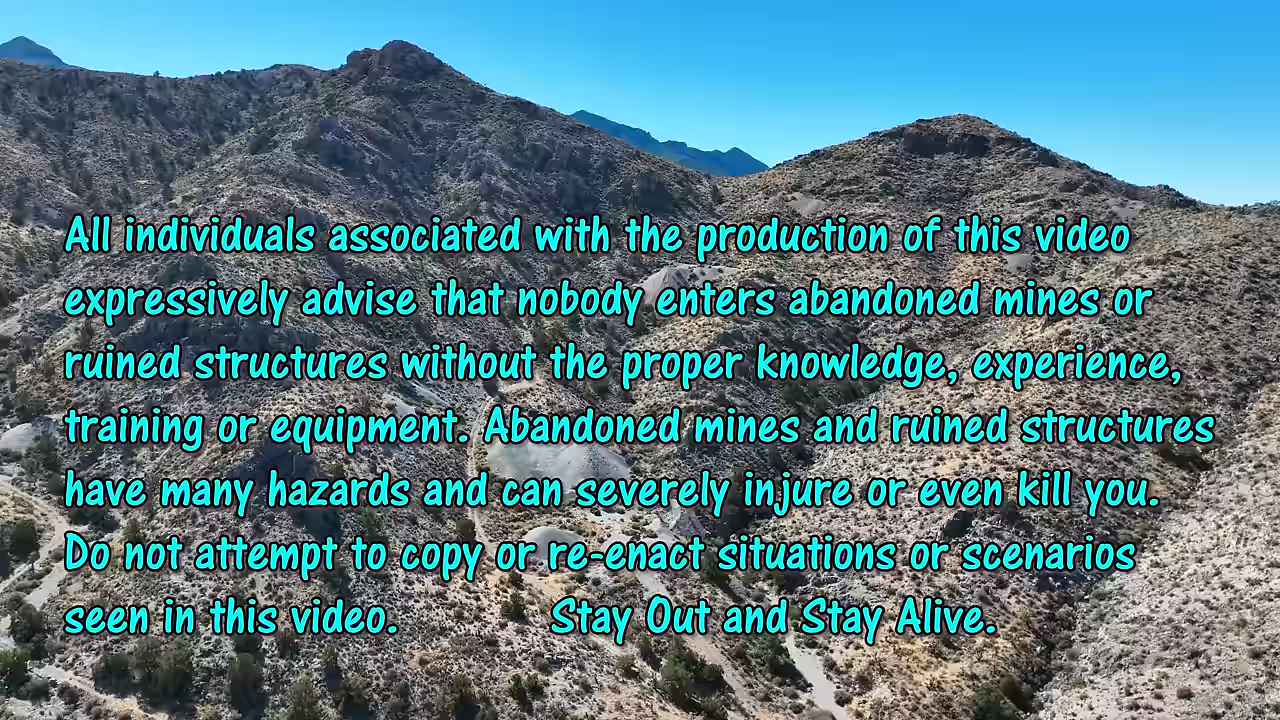 All individuals associated with the production of this video
expressively advise that nobody enters abandoned mines or
ruined structures without the proper knowledge, experience,
training or equipment. Abandoned mines and ruined structures
have many hazards and can severely injure or even kill you.
Do not attempt to copy or re-enact situations or scenarios
seen in this video. Stay Out and Stay Alive.